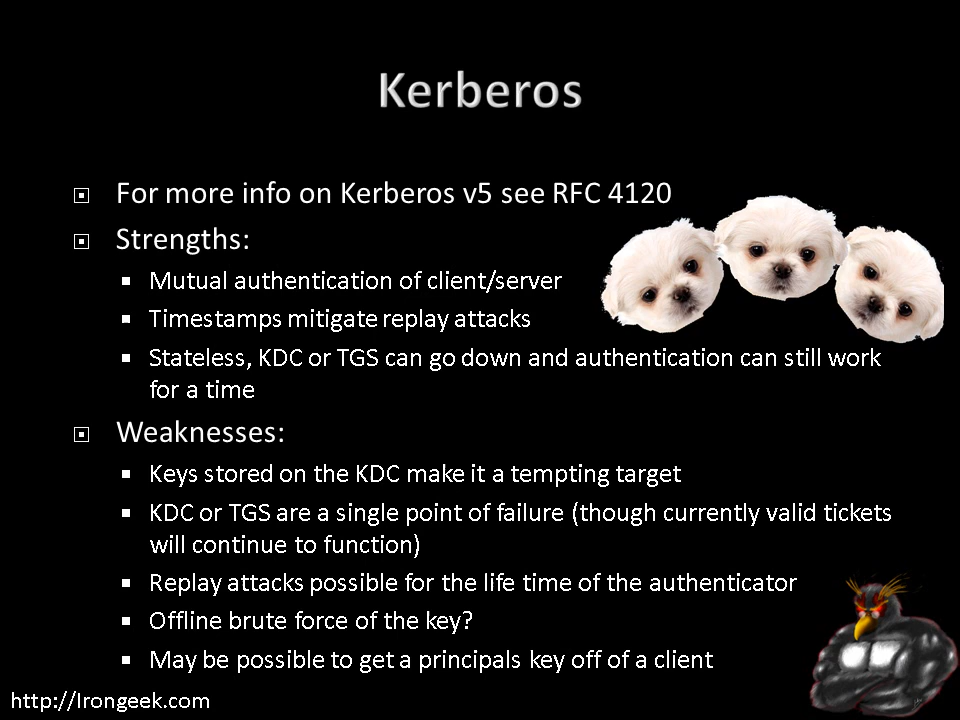 Kerberos
For more info on Kerberos v5 see RFC 4120
Strengths:
Mutual authentication of client/server
Timestamps mitigate replay attacks
Stateless, KDC or TGS can go down and authentication can still work
for a time
Weaknesses:
Keys stored on the KDC make it a tempting target
KDC or TGS are a single point of failure (though currently valid tickets
will continue to function)
Replay attacks possible for the life time of the authenticator
Offline brute force of the key?
May be possible to get a principals key off of a client
http://Irongeek.com